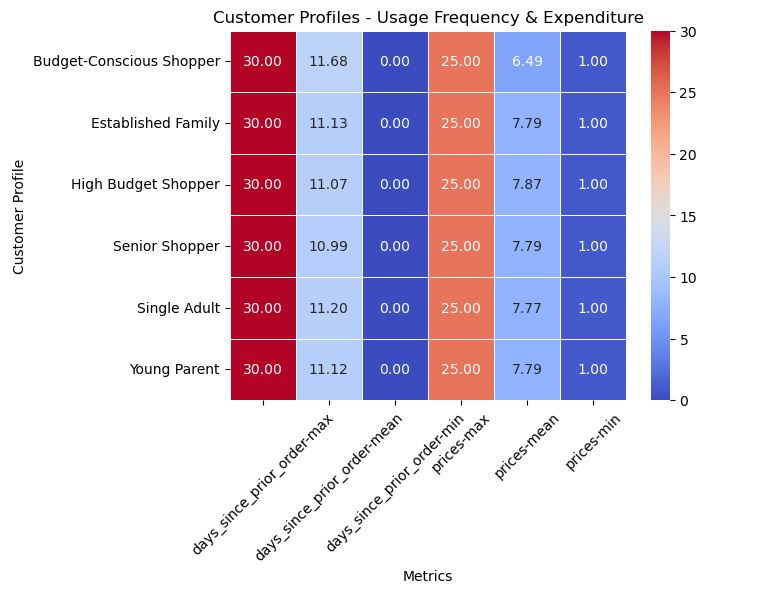 Customer Profiles - Usage Frequency & Expenditure
Customer Profile
Budget-Conscious Shopper 30.00 11.68 0.00 25.00 6.49 1.00
Established Family 30.00 11.13 0.00 25.00 7.79 1.00
High Budget Shopper 30.00 11.07 0.00 25.00 7.87 1.00
Senior Shopper 30.00 10.99 0.00 25.00 7.79 1.00
Single Adult 30.00 11.20 0.00 25.00 7.77 1.00
Young Parent 30.00 11.12 0.00 25.00 7.79 1.00
days_since_prior_order-max
days_since_prior_order-mean
days_since_prior_order-min
prices-max
prices-mean
prices-min
Metrics
30
25
20
15
10
5
0